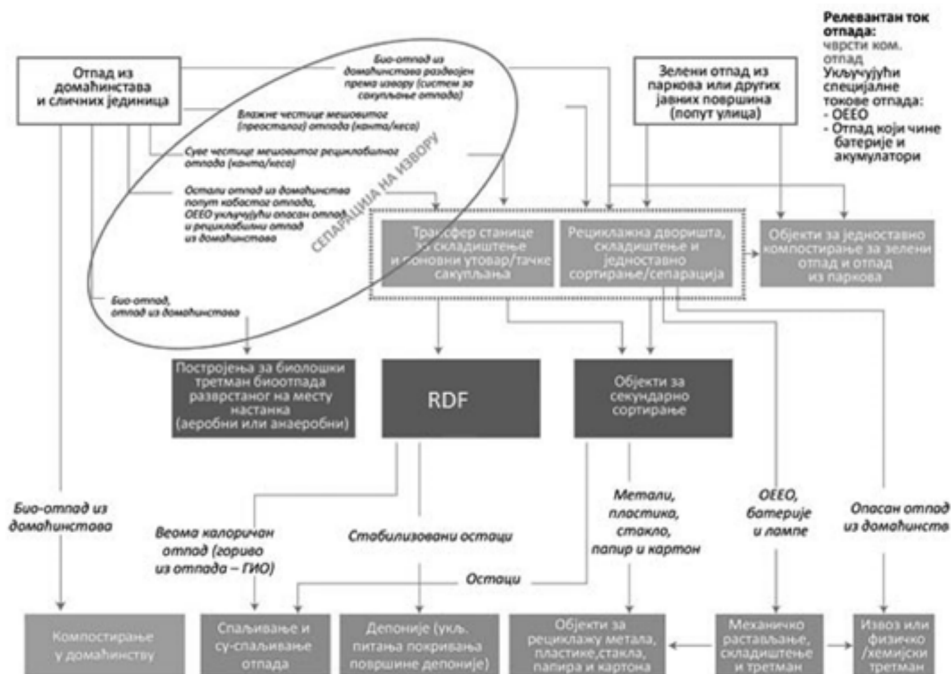 Релевантан ток
отпада:
чврсти ком.
отпад
Укључујући
специјалне
токове отпада:
- ОЕЕО
- Отпад који чине
батерије и
акумулатори
Отпад из
домаћинстава
и сличних јединица
Био-отпад из
домаћинстава раздвојен
према извору (систем за
сакупљање отпада)
Зелени отпад из
паркова или других
јавних површина
(попут улица)
Влажне честице мешовитог
(преосталог) отпада (канта/кеса)
Суве честице мешовитог рециклабилног
отпада (канта/кеса)
СЕПАРАЦИЈА НА ИЗВОРУ
Остали отпад из домаћинстава
попут кабастог отпада,
ОЕЕО укључујући опасан отпад
и рециклабилни отпад
из домаћинстава
Трансфер станице
за складиштење
и поновни утовар/тачке
сакупљања
Рециклажна дворишта,
складиштење и
једноставно
сортирање/сепарација
Објекти за једноставно
компостирање за зелени
отпад и отпад
из паркова
Био-отпад,
отпад из домаћинстава
Постројења за биолошки
третман биоотпада
разврстаног на месту
настанка
(аеробни или анаеробни)
RDF
Објекти за
секундарно
сортирање
Био-отпад из
домаћинстава
Веома калоричан
отпад (гориво
из отпада – ГИО)
Стабилизовани остаци
Остаци
Метали,
пластика,
стакло,
папир и картон
ОЕЕО,
батерије
и лампе
Опасан отпад
из домаћинств
Компостирање
у домаћинству
Спаљивање и
су-спаљивање
отпада
Депоније (укљ.
питања покривања
површине депоније)
Објекти за
рециклажу метала,
пластике,стакла,
папира и картона
Механичко
растављање,
складиштење
и третман
Извоз или
физичко
/хемијски
третман